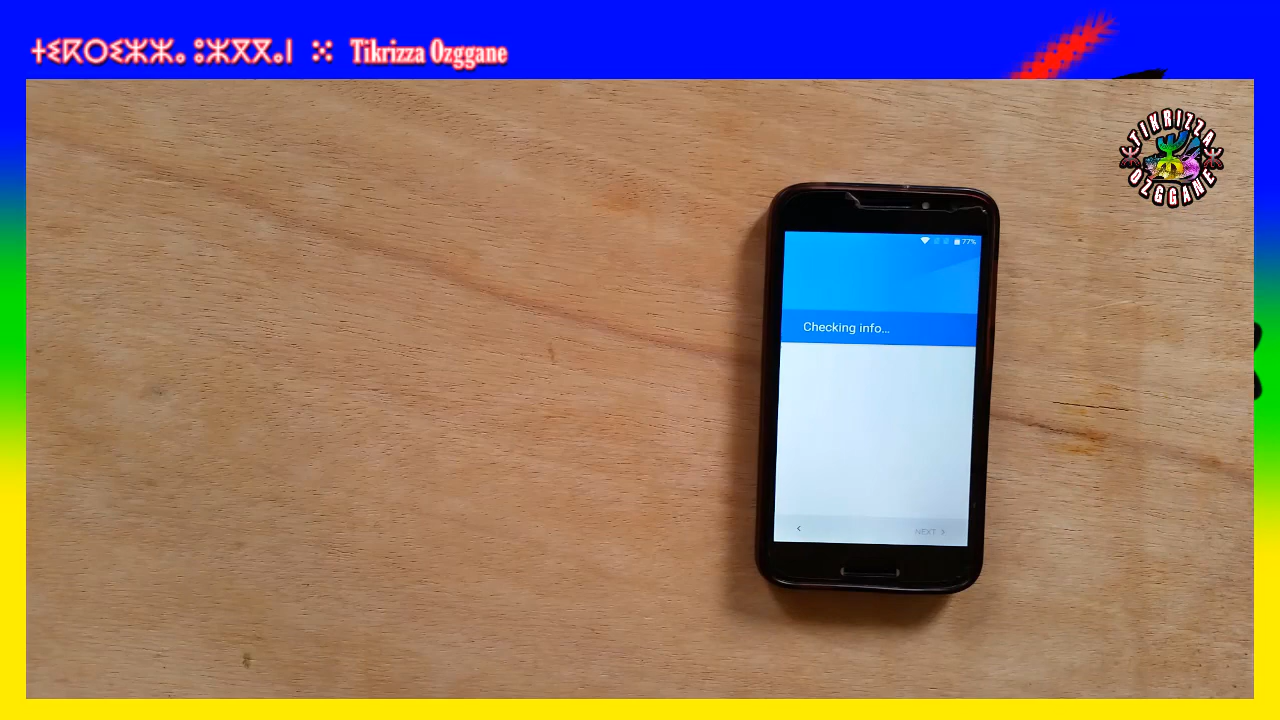 ⵜⵉⴽⵔⵉⵣⵣⴰ ⵓⵣⴳⴳⴰⵏ ⁙ Tikrizza Ozggane
TIKRIZZA
ⵣ ⵣ
OZGGANE
77%
Checking info...
NEXT